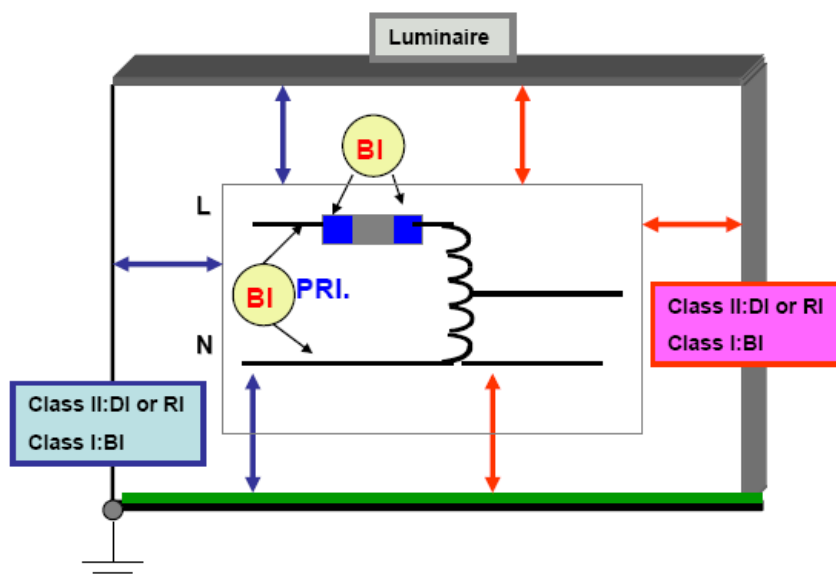 Luminaire
BI
L
BI
PRI.
N
Class II:DI or RI
Class I:BI
Class II:DI or RI
Class I:BI